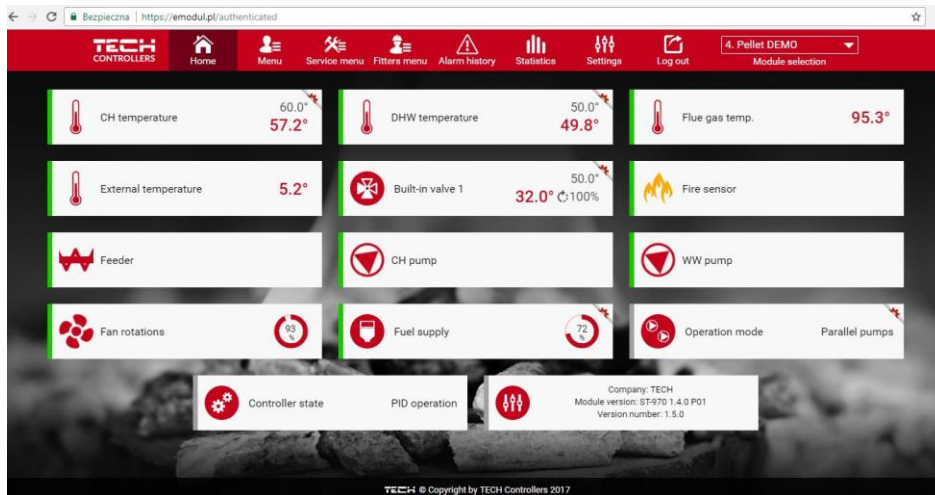 Bezpieczna | https://emodul.pl/authenticated
TECH
CONTROLLERS
Home
Menu
Service menu
Fitters menu
Alarm history
Statistics
Settings
Log out
4. Pellet DEMO
Module selection
CH temperature
60.0°
57.2°
DHW temperature
50.0°
49.8°
Flue gas temp.
95.3°
External temperature
5.2°
Built-in valve 1
50.0°
32.0° 100%
Fire sensor
Feeder
CH pump
WW pump
Fan rotations
93
%
Fuel supply
72
%
Operation mode
Parallel pumps
Controller state
PID operation
Company: TECH
Module version: ST-970 1.4.0 P01
Version number: 1.5.0
TECH © Copyright by TECH Controllers 2017